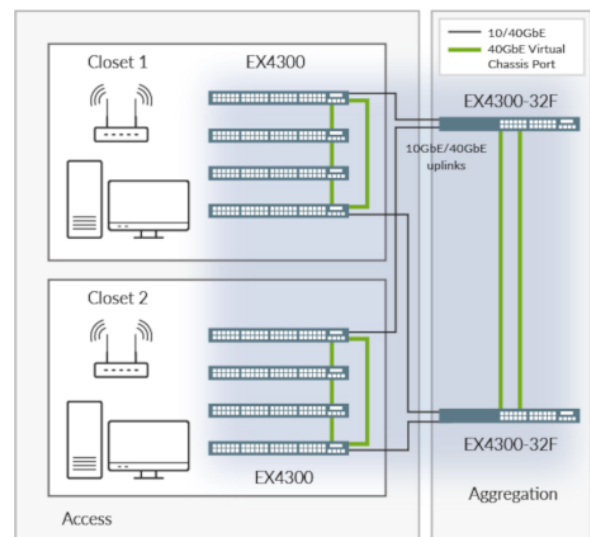 10/40GbE
40GbE Virtual
Chassis Port
Closet 1
EX4300
EX4300-32F
10GbE/40GbE
uplinks
Closet 2
EX4300
EX4300-32F
Aggregation
Access